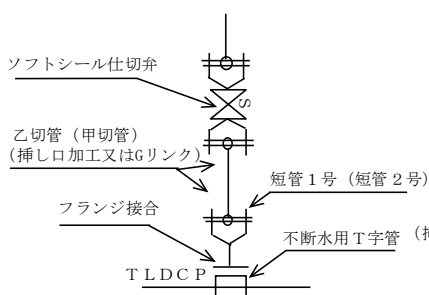 ソフトシール仕切弁
S
乙切管（甲切管）
(挿し口加工又はGリンク)
短管１号（短管２号）
フランジ接合
不断水用Ｔ字管（挿
ＴＬＤＣＰ